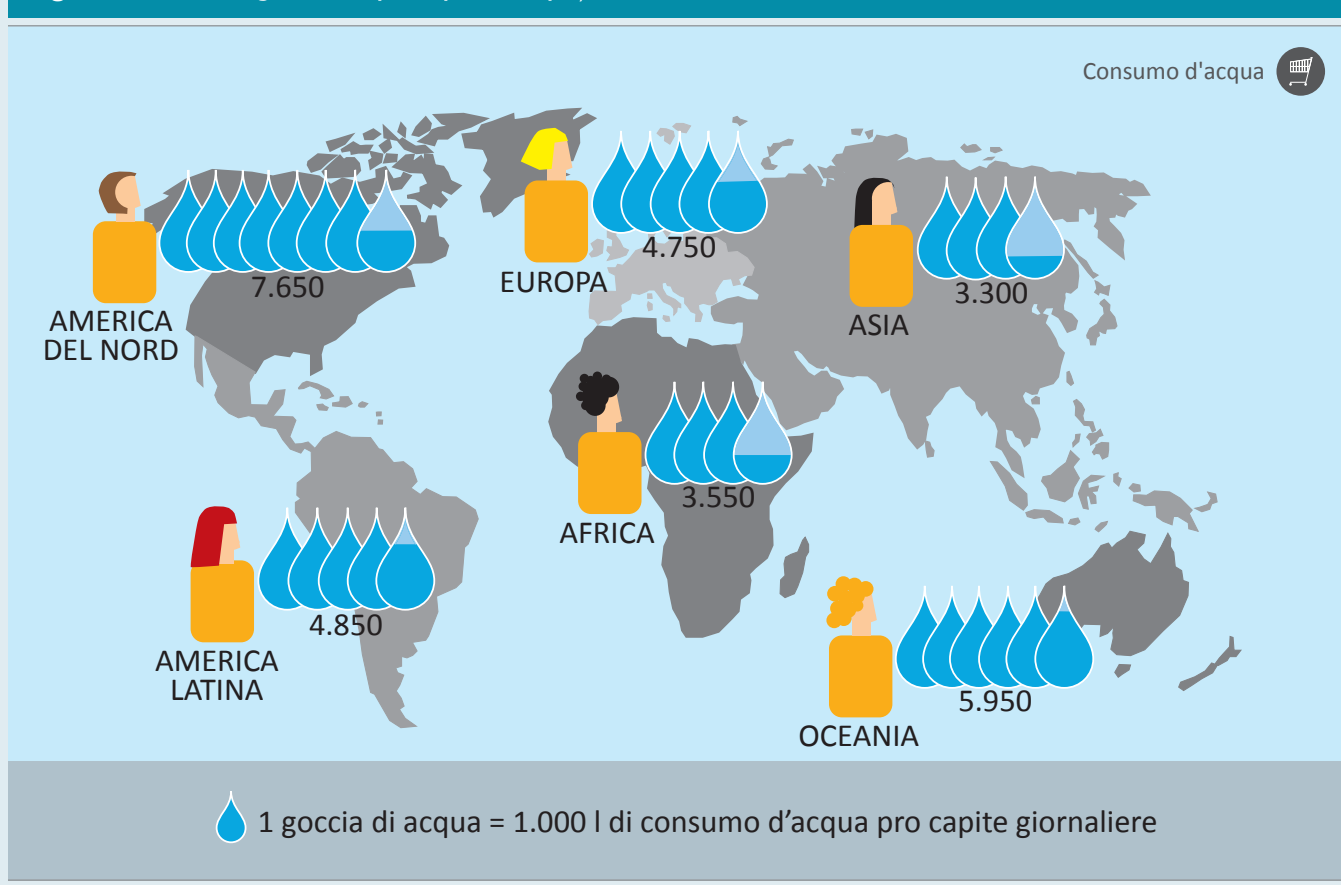 Consumo d'acqua
AMERICA
DEL NORD
7.650
EUROPA
4.750
ASIA
3.300
AFRICA
3.550
AMERICA
LATINA
4.850
OCEANIA
5.950
1 goccia di acqua = 1.000 l di consumo d’acqua pro capite giornaliere